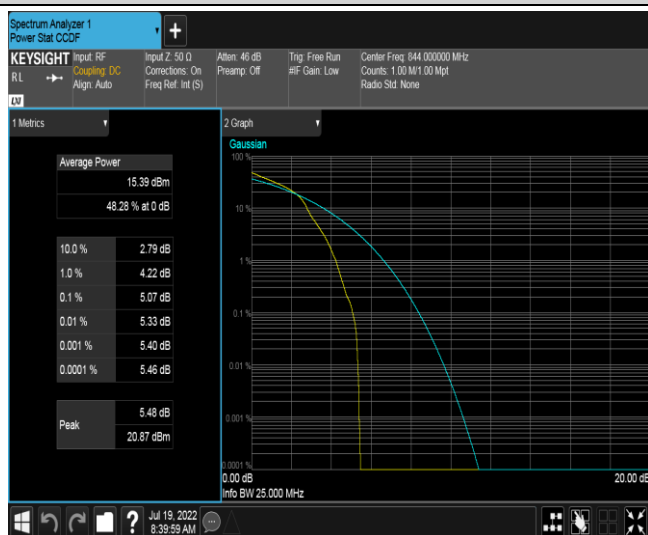 Spectrum Analyzer 1
Power Stat CCDF
KEYSIGHT
RL
LXI
Input: RF
Coupling: DC
Align: Auto
Input Z: 50 Ω
Corrections: On
Freq Ref: Int (S)
Atten: 46 dB
Preamp: Off
Trig: Free Run
#IF Gain: Low
Center Freq: 844.000000 MHz
Counts: 1.00 M/1.00 Mpt
Radio Std: None
1 Metrics
Average Power
15.39 dBm
48.28 % at 0 dB
10.0 % 2.79 dB
1.0 % 4.22 dB
0.1 % 5.07 dB
0.01 % 5.33 dB
0.001 % 5.40 dB
0.0001 % 5.46 dB
Peak
5.48 dB
20.87 dBm
2 Graph
Gaussian
100 %
10 %
1 %
0.1 %
0.01 %
0.001 %
0.0001 %
0.00 dB 20.00 dB
Info BW 25.000 MHz
?
Jul 19, 2022
8:39:59 AM